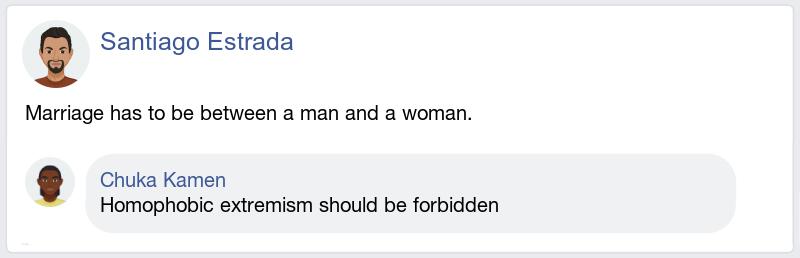 Santiago Estrada
Marriage has to be between a man and a woman.
Chuka Kamen
Homophobic extremism should be forbidden